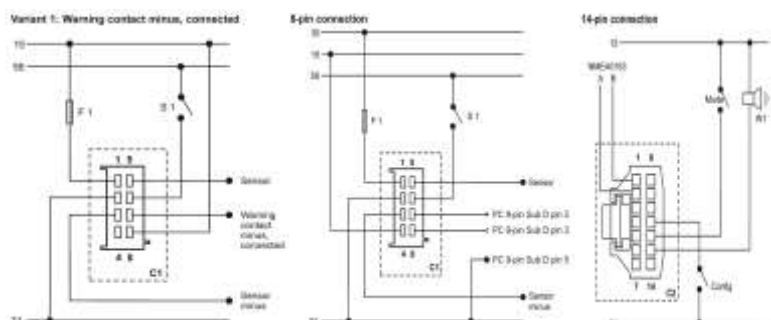 Variant 1: Warning contact minus, connected
15
58
F 1
S 1
1 5
4 8
C1
Sensor
Warning
contact
minus,
connected
Sensor
minus
8-pin connection
30
15
58
F 1
S 1
1 5
4 8
C1
Sensor
PC 9-pin Sub D pin 2
PC 9-pin Sub D pin 3
PC 9-pin Sub D pin 5
Sensor
minus
14-pin connection
15
NMEA0183
A B
Mute
1 8
7 14
C2
Config